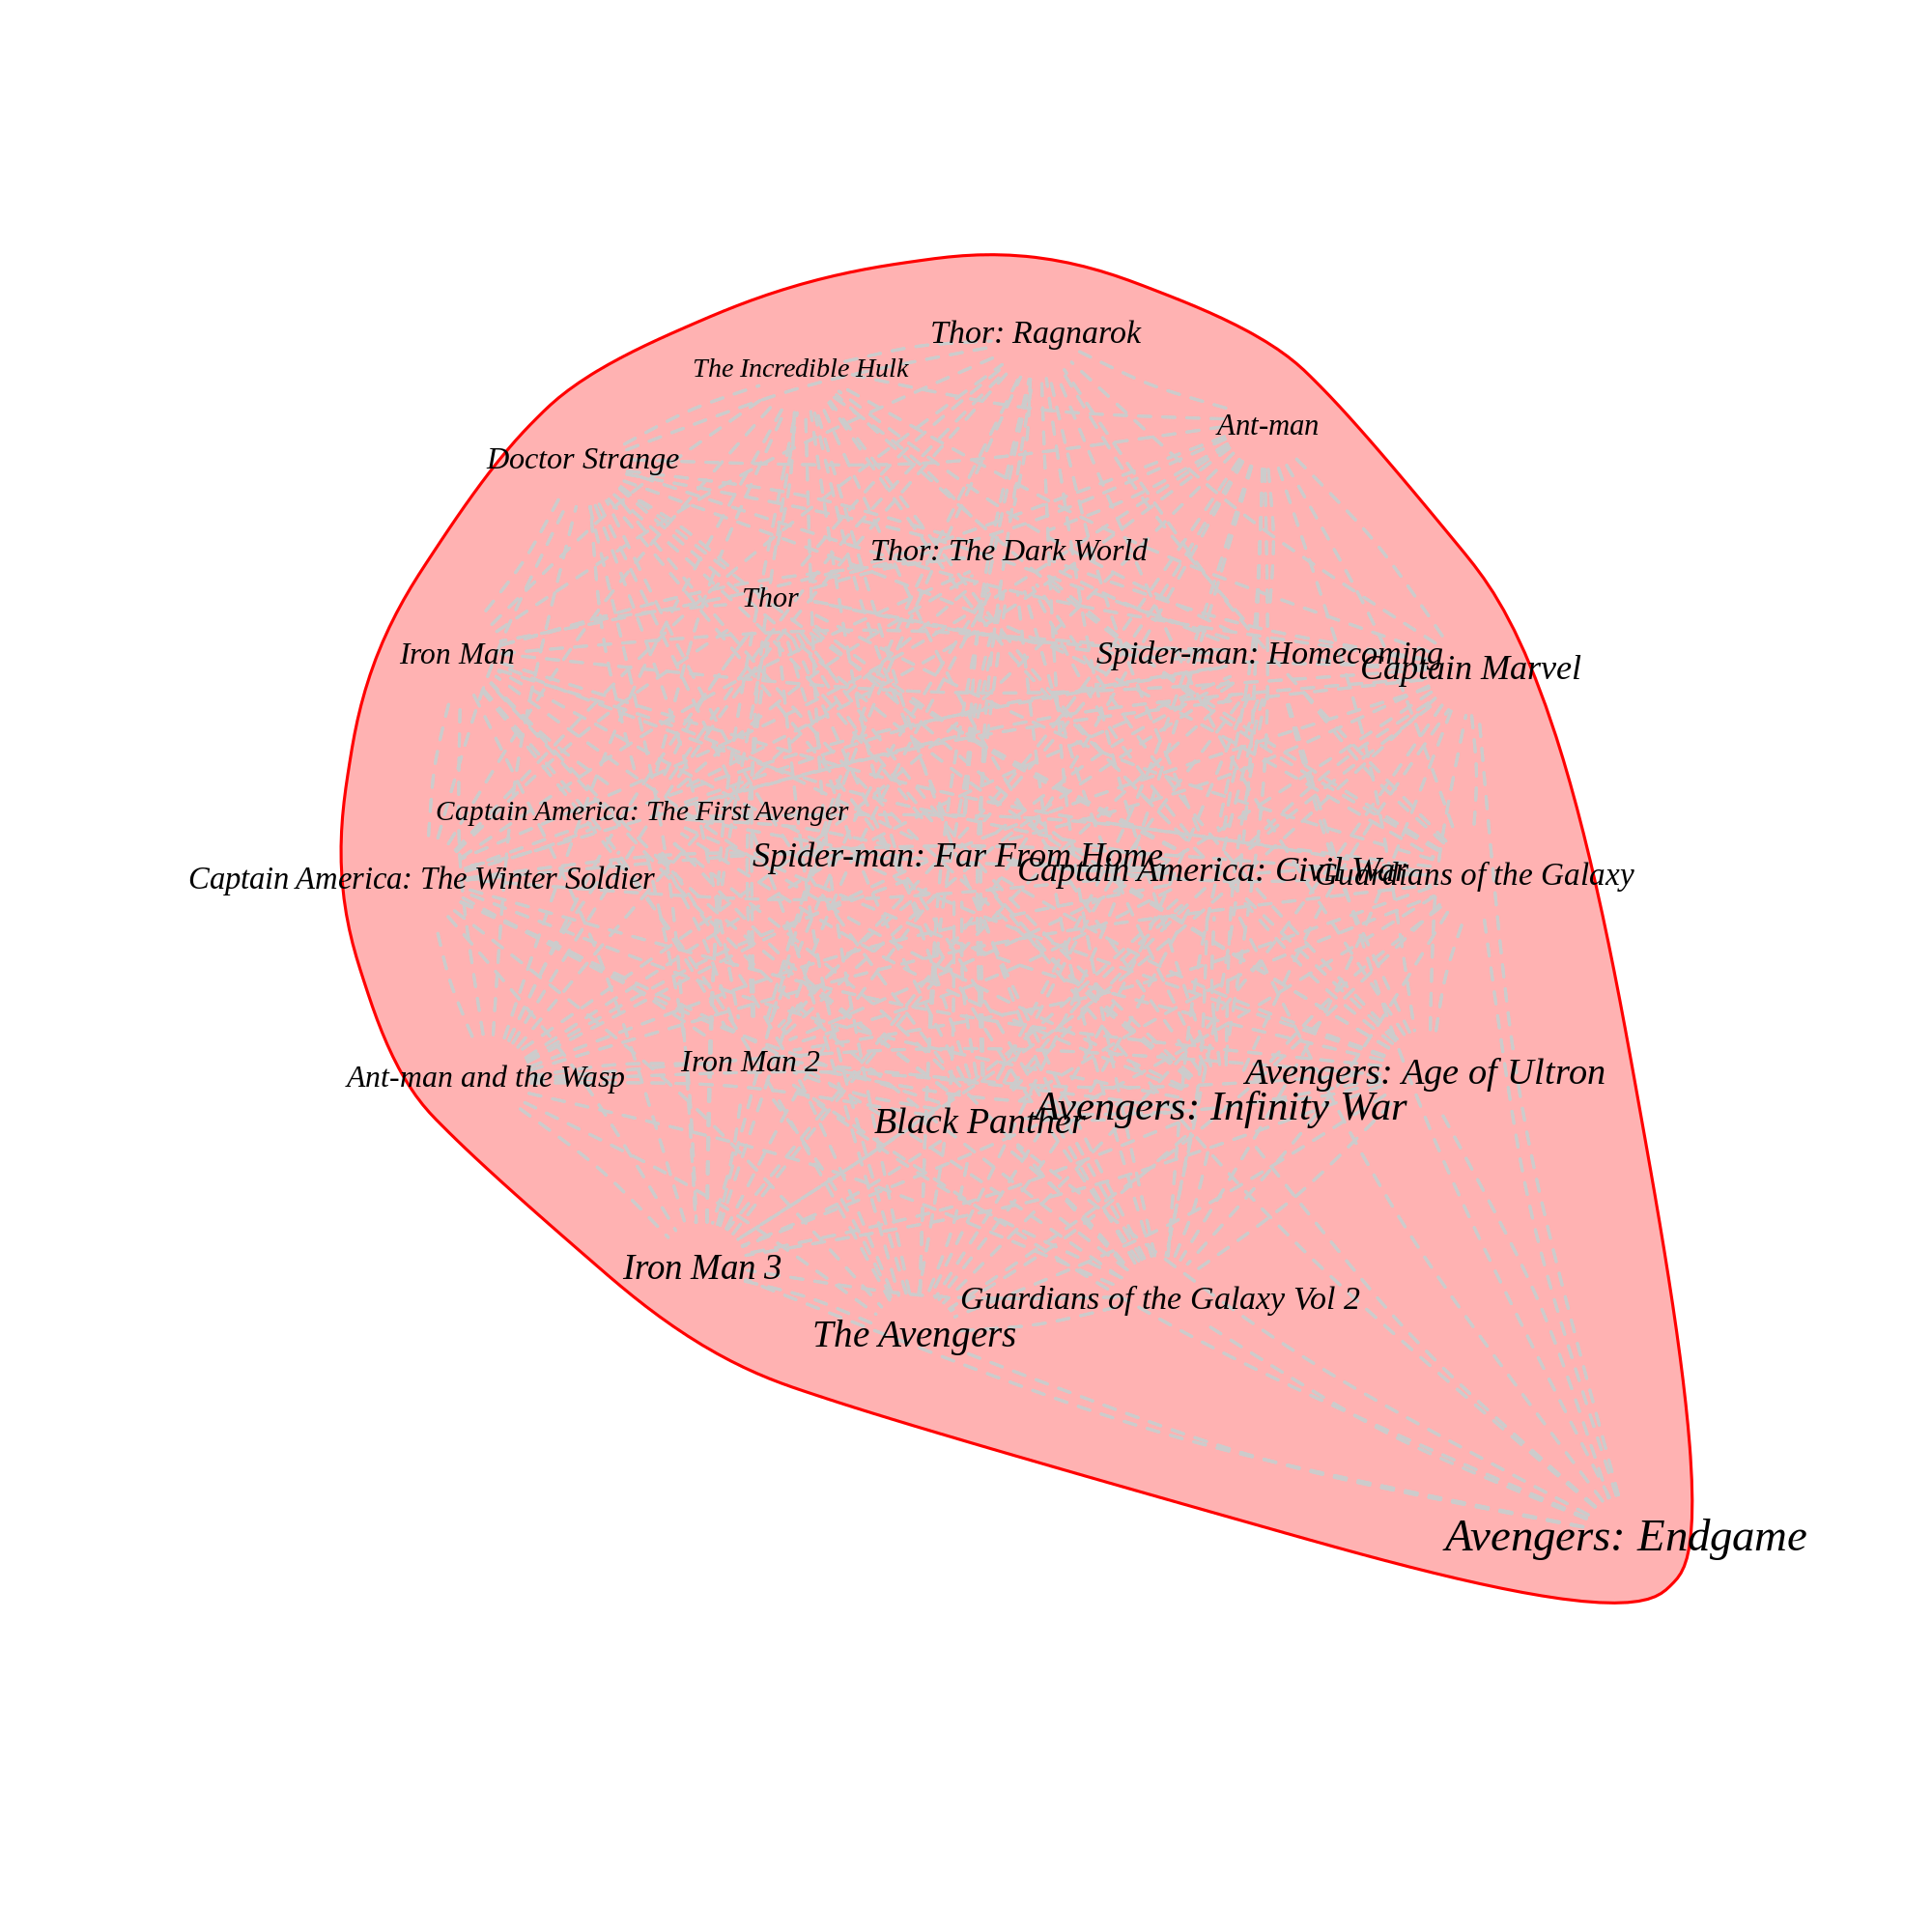 Thor: Ragnarok
The Incredible Hulk
Ant-man
Doctor Strange
Thor: The Dark World
Thor
Iron Man
Spider-man: Homecoming
Captain Marvel
Captain America: The First Avenger
Spider-man: Far From Home
Captain America: Civil War
Guardians of the Galaxy
Captain America: The Winter Soldier
Iron Man 2
Avengers: Age of Ultron
Ant-man and the Wasp
Avengers: Infinity War
Black Panther
Iron Man 3
Guardians of the Galaxy Vol 2
The Avengers
Avengers: Endgame